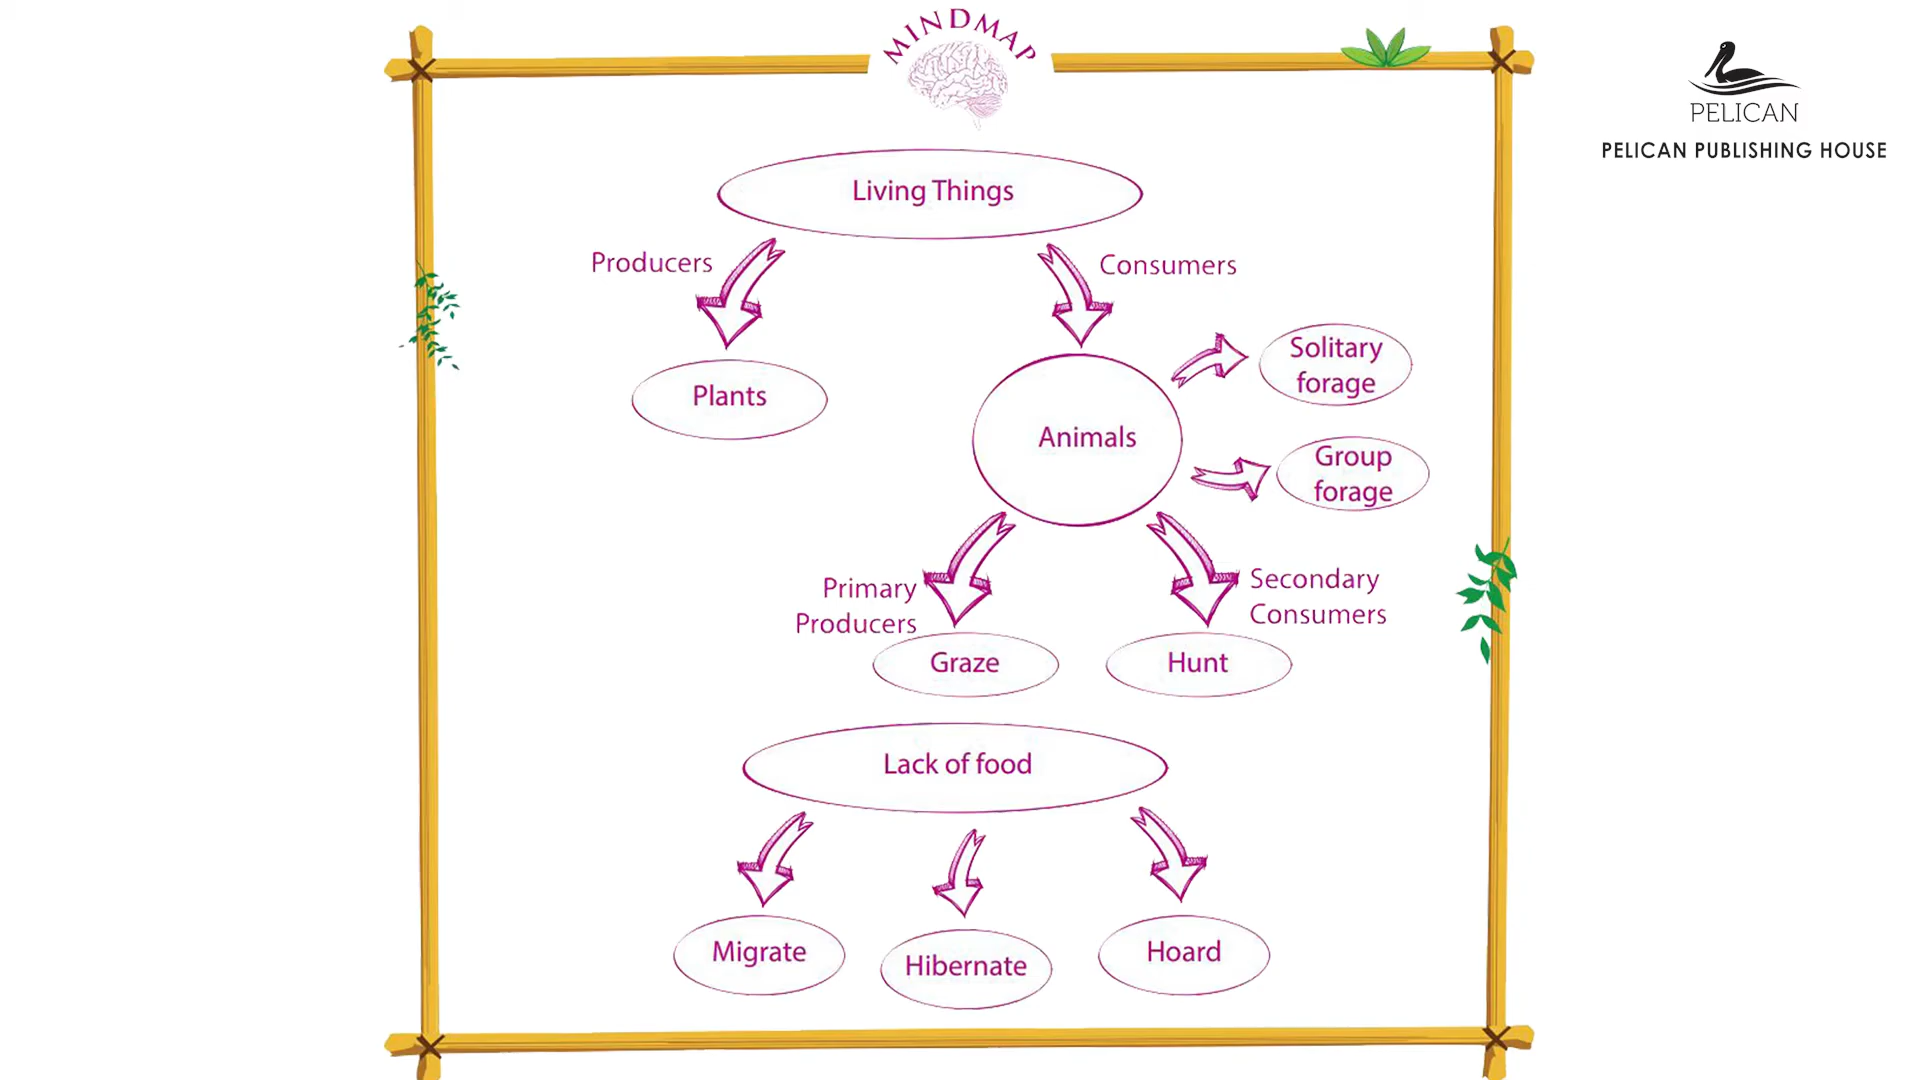 MINDMAP
PELICAN
PELICAN PUBLISHING HOUSE
Living Things
Producers
Consumers
Plants
Animals
Solitary
forage
Group
forage
Primary
Producers
Secondary
Consumers
Graze
Hunt
Lack of food
Migrate
Hibernate
Hoard